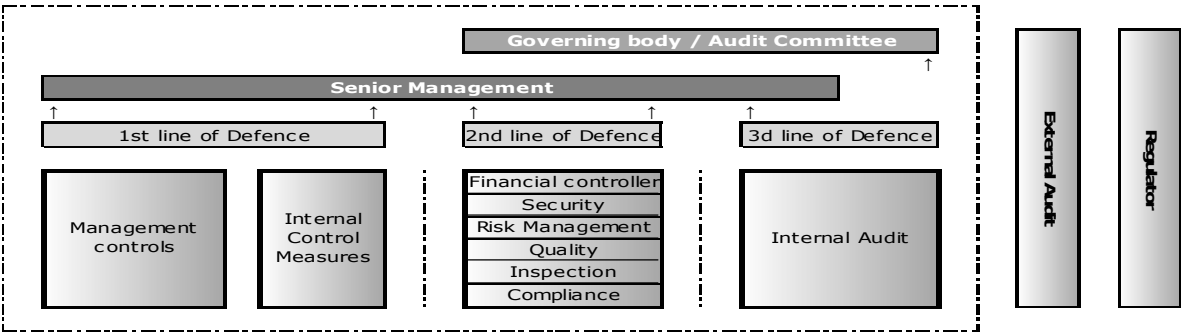 Governing body / Audit Committee
Senior Management
1st line of Defence
2nd line of Defence
3d line of Defence
Management
controls
Internal
Control
Measures
Financial controller
Security
Risk Management
Quality
Inspection
Compliance
Internal Audit
External Audit
Regulator